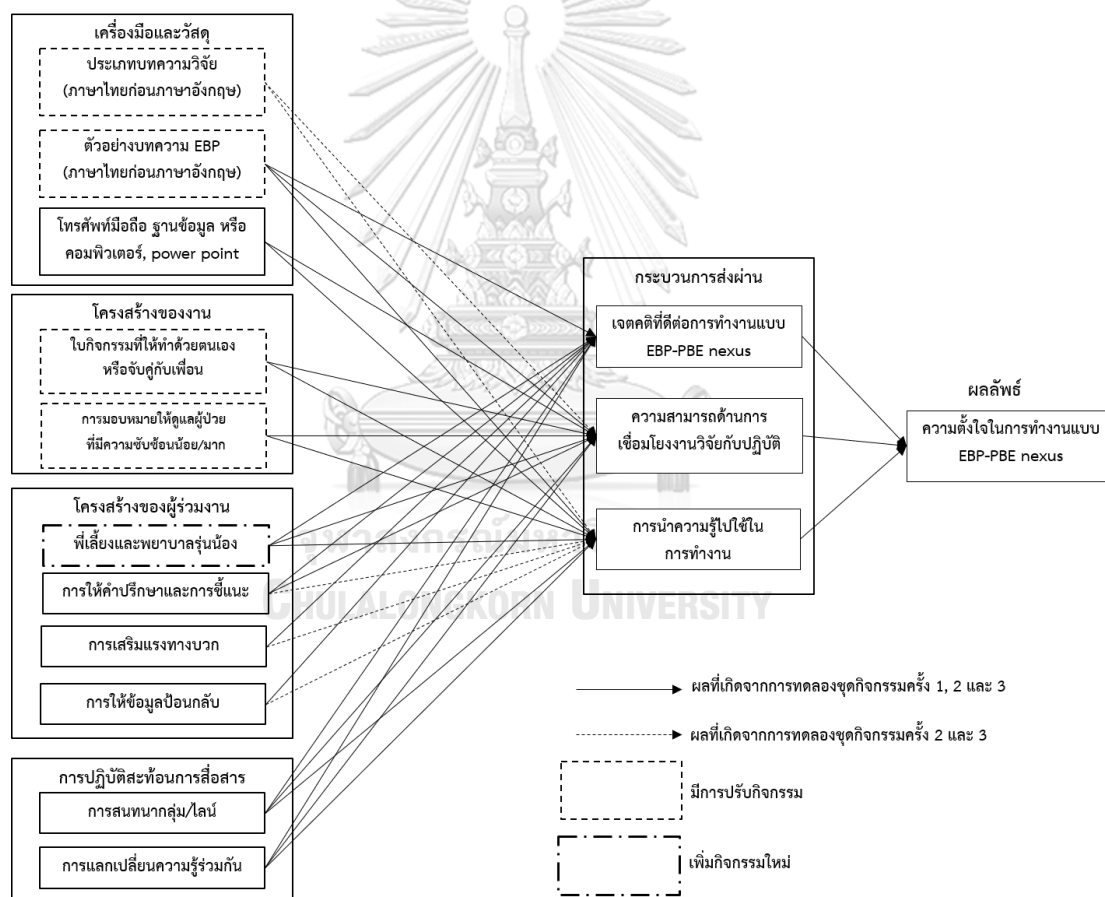 เครื่องมือและวัสดุ
ประเภทบทความวิจัย
(ภาษาไทยก่อนภาษาอังกฤษ)
ตัวอย่างบทความ EBP
(ภาษาไทยก่อนภาษาอังกฤษ)
โทรศัพท์มือถือ ฐานข้อมูล หรือ
คอมพิวเตอร์, power point
โครงสร้างของงาน
ใบกิจกรรมที่ให้ทำด้วยตนเอง
หรือจับคู่กับเพื่อน
การมอบหมายให้ดูแลผู้ป่วย
ที่มีความซับซ้อนน้อย/มาก
โครงสร้างของผู้ร่วมงาน
พี่เลี้ยงและพยาบาลรุ่นน้อง
การให้คำปรึกษาและการชี้แนะ
การเสริมแรงทางบวก
การให้ข้อมูลป้อนกลับ
การปฏิบัติสะท้อนการสื่อสาร
การสนทนากลุ่ม/ไลน์
การแลกเปลี่ยนความรู้ร่วมกัน
กระบวนการส่งผ่าน
เจตคติที่ดีต่อการทำงานแบบ
EBP-PBE nexus
ความสามารถด้านการ
เชื่อมโยงงานวิจัยกับปฏิบัติ
การนำความรู้ไปใช้ใน
การทำงาน
ผลลัพธ์
ความตั้งใจในการทำงานแบบ
EBP-PBE nexus
CHULALONGKORN UNIVERSITY
ผลที่เกิดจากการทดลองชุดกิจกรรมครั้ง 1, 2 และ 3
ผลที่เกิดจากการทดลองชุดกิจกรรมครั้ง 2 และ 3
มีการปรับกิจกรรม
เพิ่มกิจกรรมใหม่